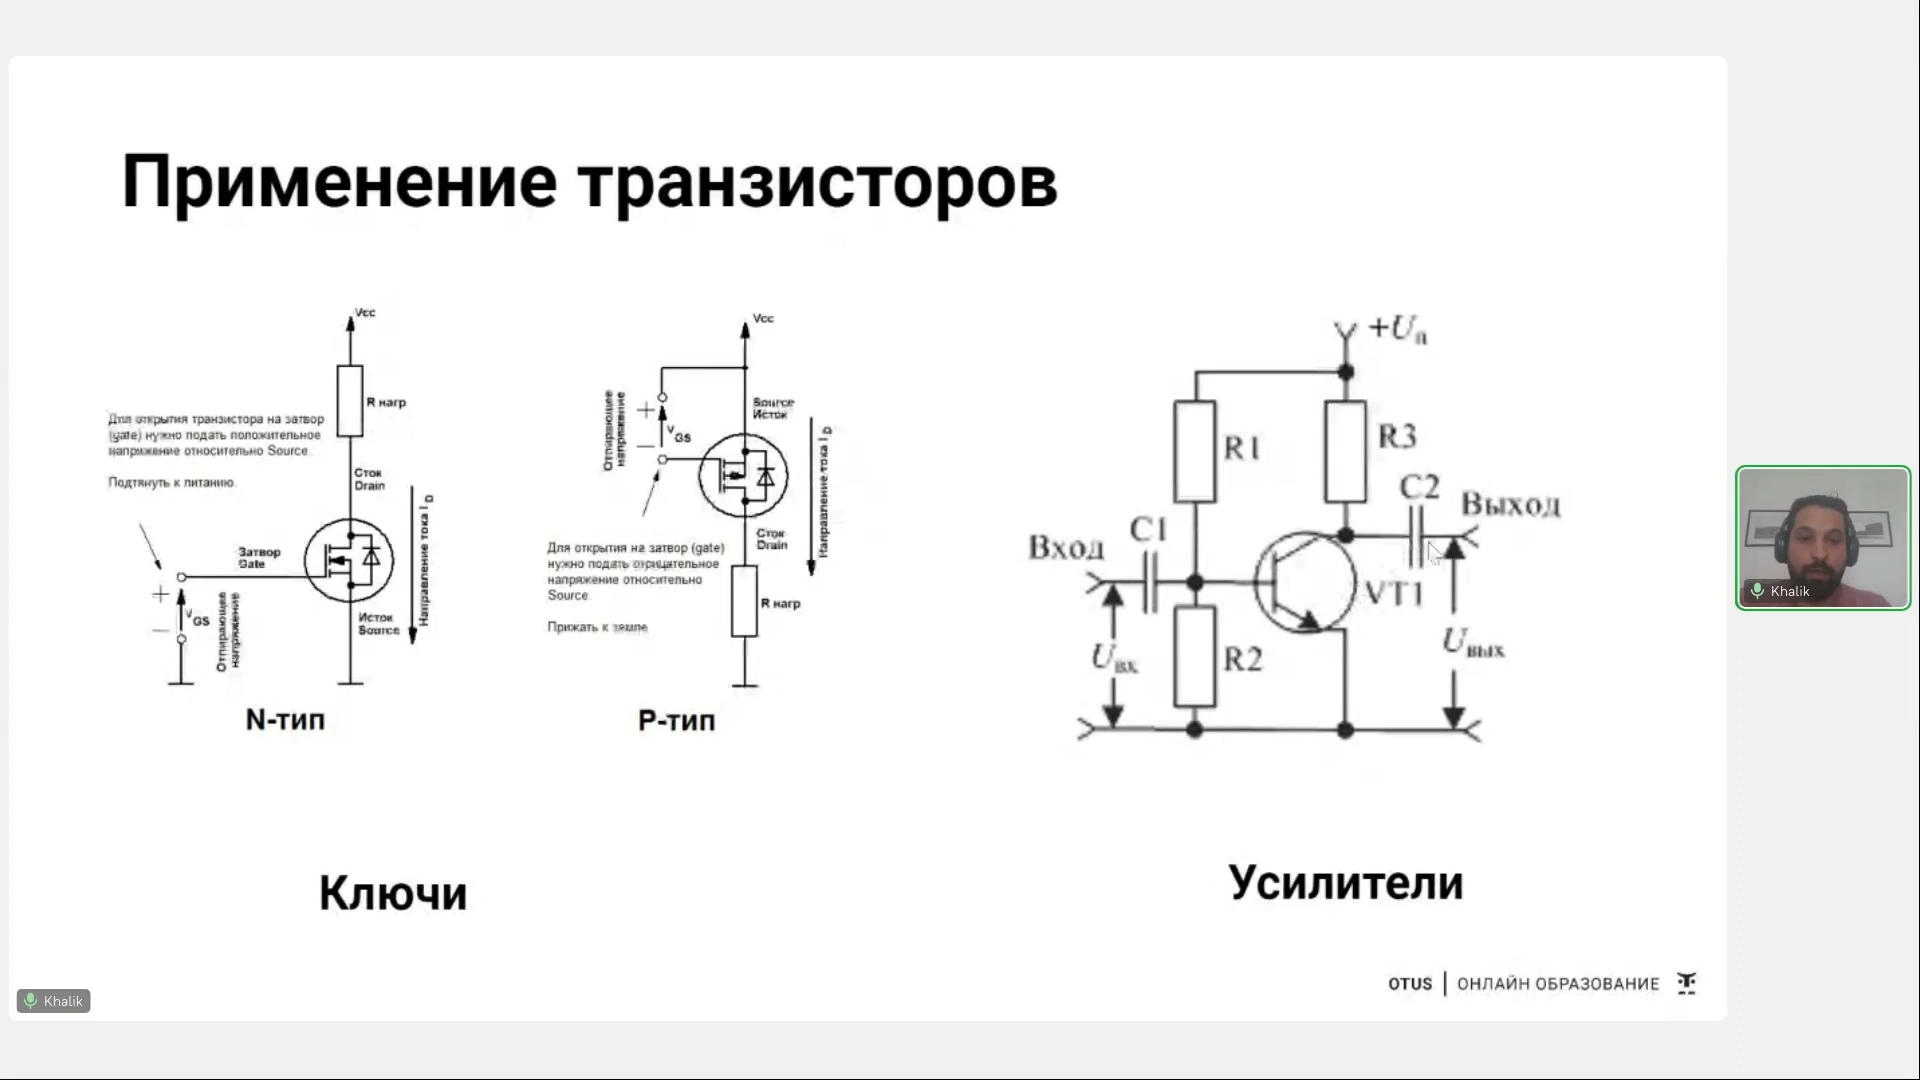 Применение транзисторов
Vcc
R нагр
Для открытия транзистора на затвор
(gate) нужно подать положительное
напряжение относительно Source.
Подтянуть к питанию.
Сток
Drain
Затвор
Gate
+
V GS
—
Отпирающее
напряжение
Исток
Source
Направление тока I D
N-тип
Vcc
Отпирающее
напряжение
+
V GS
—
Source
Исток
Сток
Drain
Направление тока I D
Для открытия на затвор (gate)
нужно подать отрицательное
напряжение относительно
Source.
Прижать к земле
R нагр
P-тип
+Uп
R1
R3
C2
Выход
C1
Вход
VT1
Uвх
R2
Uвых
Ключи
Усилители
OTUS | ОНЛАЙН ОБРАЗОВАНИЕ
Khalik
Khalik